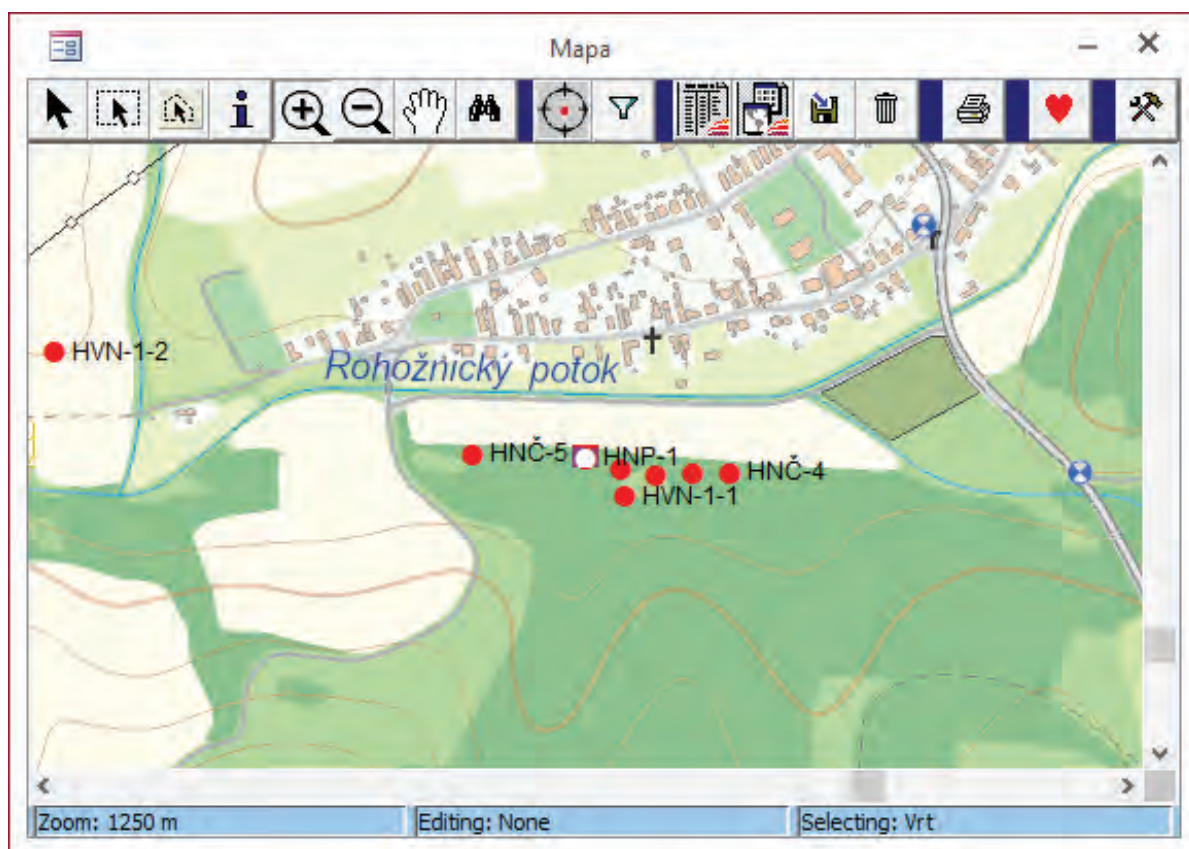 Mapa
HVN-1-2
Rohožnický potok
HNČ-5
HNP-1
HNČ-4
HVN-1-1
Zoom: 1250 m
Editing: None
Selecting: Vrt